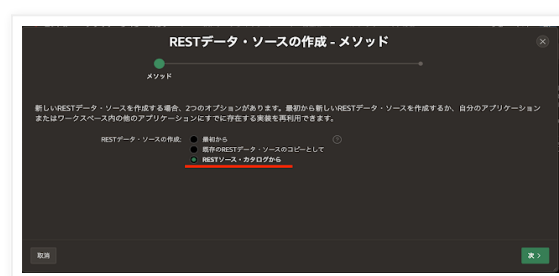 RESTデータ・ソースの作成 - メソッド
メソッド
新しいRESTデータ・ソースを作成する場合、2つのオプションがあります。最初から新しいRESTデータ・ソースを作成するか、自分のアプリケーション
またはワークスペース内の他のアプリケーションにすでに存在する実装を再利用できます。
RESTデータ・ソースの作成:
最初から
既存のRESTデータ・ソースのコピーとして
RESTソース・カタログから
取消
次 >